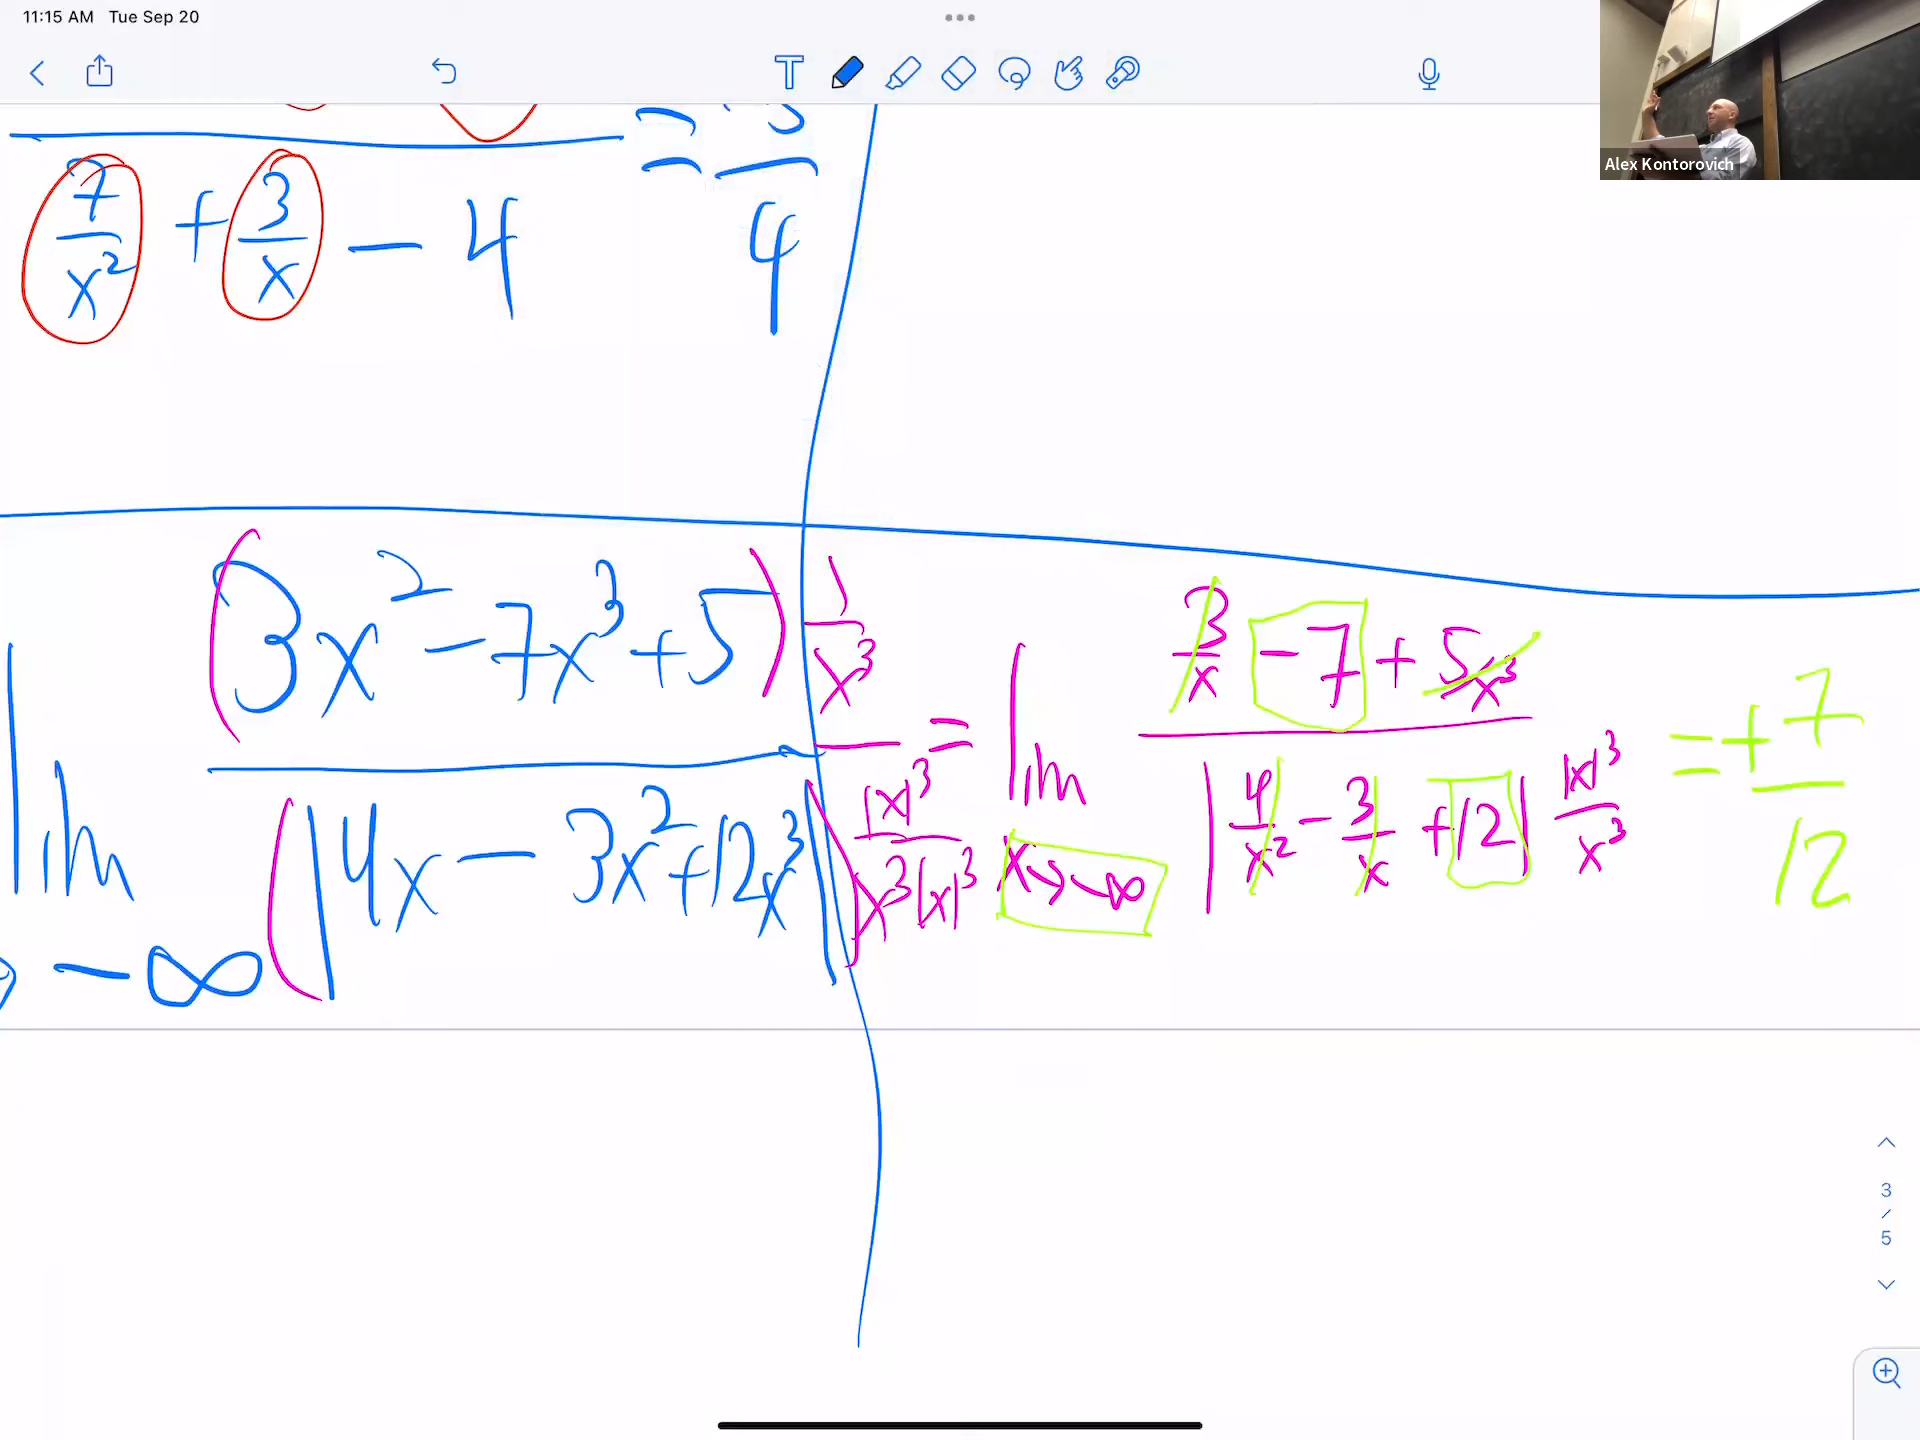 11:15 AM Tue Sep 20
Alex Kontorovich
7/x² + 3/x - 4 = /4
lim -∞ (3x² - 7x³ + 5) 1/x³ / (|4x - 3x² + 12x³|) |x|³/x³|x|³ = lim x→-∞ 3/x - 7 + 5/x³ / |4/x² - 3/x + 12| |x|³/x³ = + 7/12
3
/
5